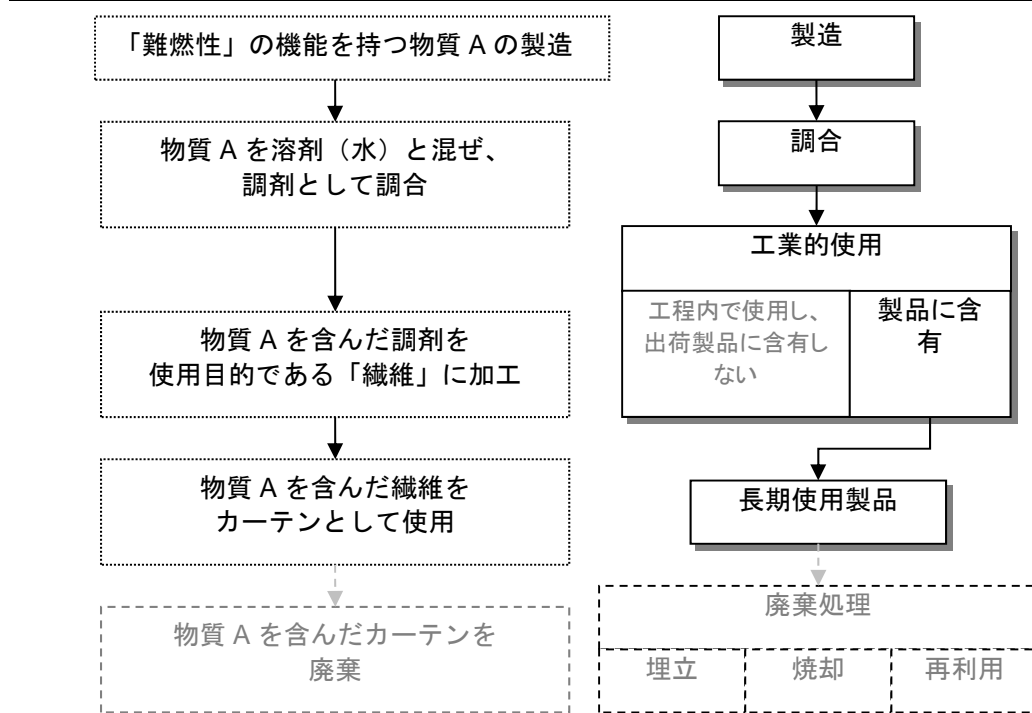 「難燃性」の機能を持つ物質 A の製造
物質 A を溶剤（水）と混ぜ、
調剤として調合
物質 A を含んだ調剤を
使用目的である「繊維」に加工
物質 A を含んだ繊維を
カーテンとして使用
物質 A を含んだカーテンを
廃棄
製造
調合
工業的使用
工程内で使用し、
出荷製品に含有し
ない
製品に含
有
長期使用製品
廃棄処理
埋立
焼却
再利用